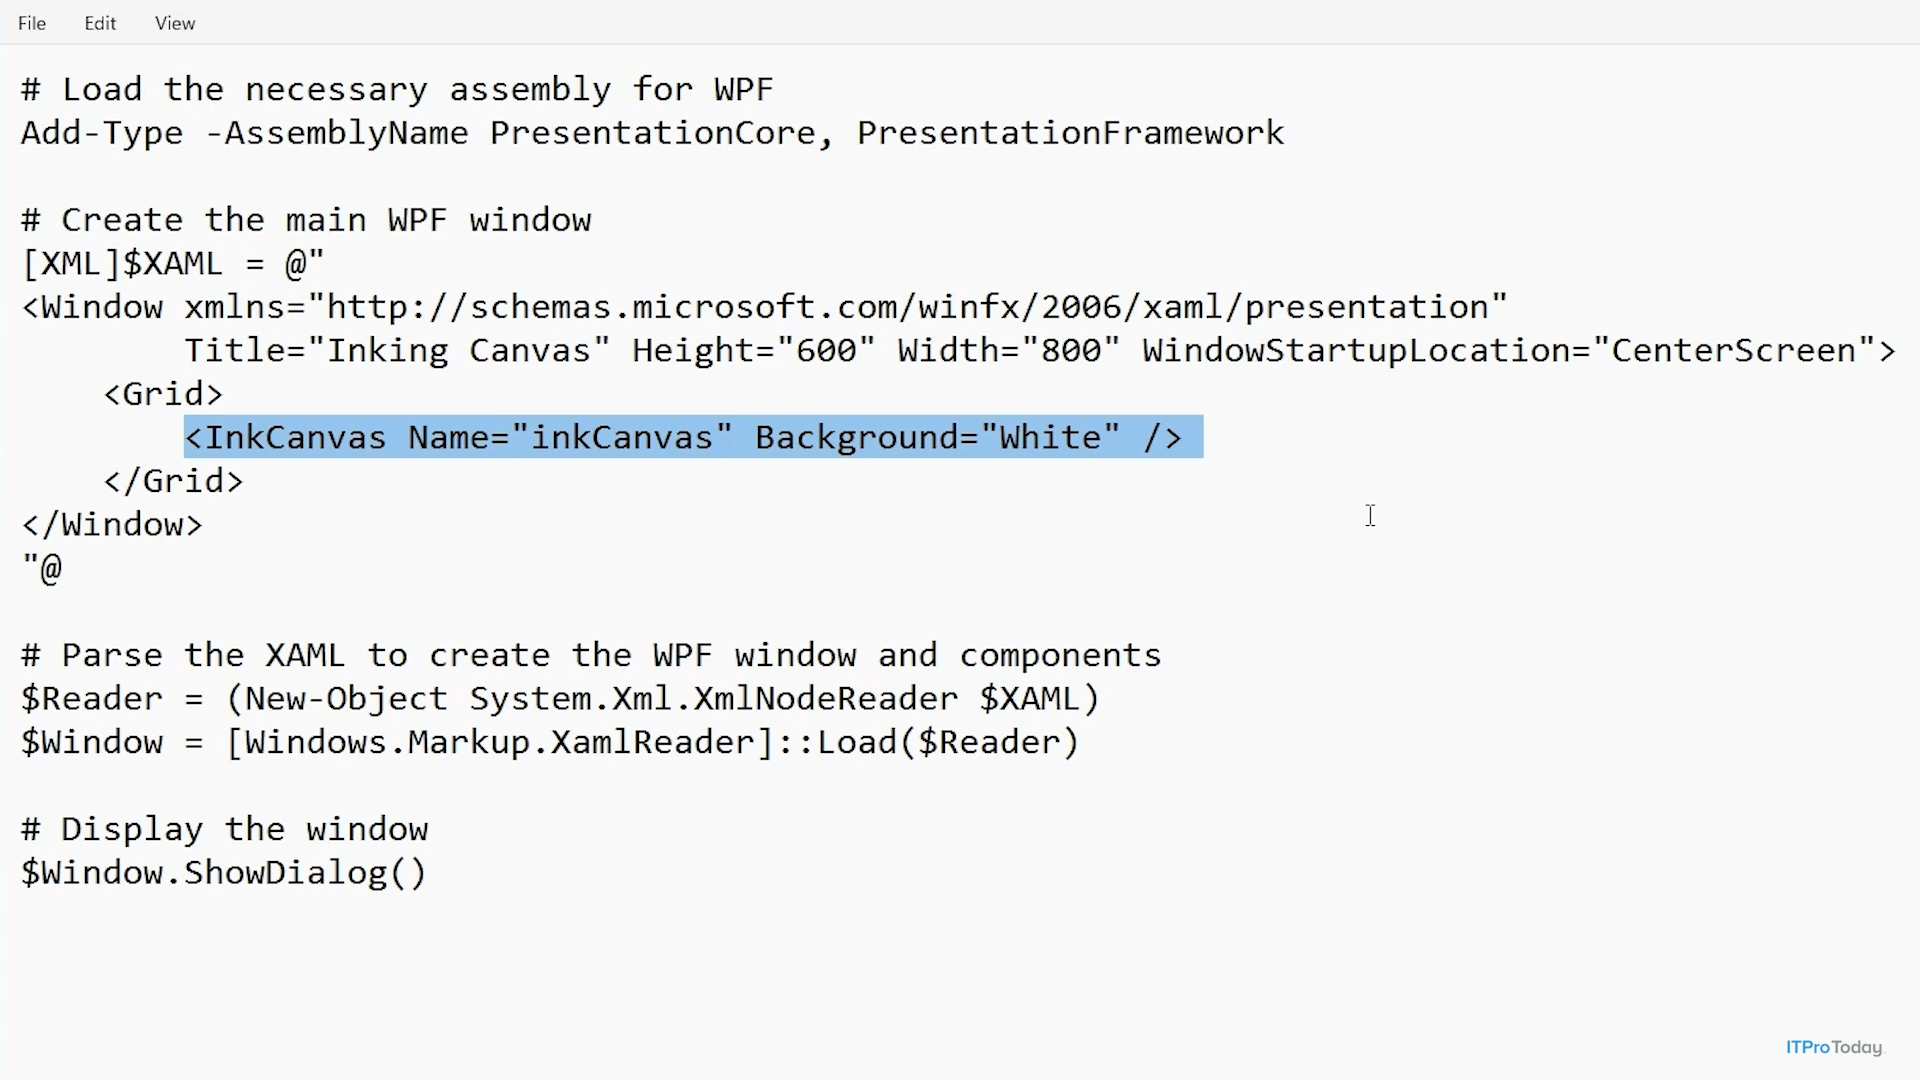 File Edit View
# Load the necessary assembly for WPF
Add-Type -AssemblyName PresentationCore, PresentationFramework
# Create the main WPF window
[XML]$XAML = @"
<Window xmlns="http://schemas.microsoft.com/winfx/2006/xaml/presentation"
        Title="Inking Canvas" Height="600" Width="800" WindowStartupLocation="CenterScreen">
    <Grid>
        <InkCanvas Name="inkCanvas" Background="White" />
    </Grid>
</Window>
"@
# Parse the XAML to create the WPF window and components
$Reader = (New-Object System.Xml.XmlNodeReader $XAML)
$Window = [Windows.Markup.XamlReader]::Load($Reader)
# Display the window
$Window.ShowDialog()
ITProToday